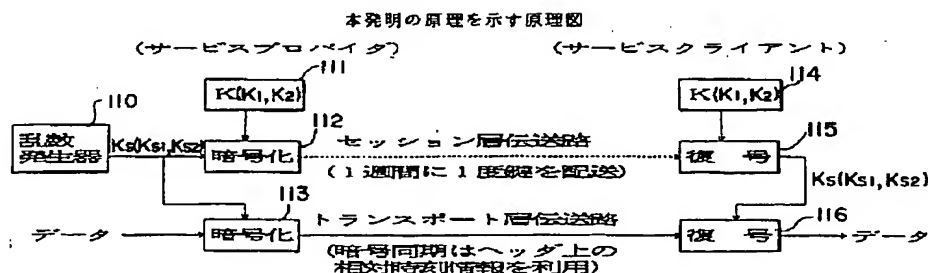 本発明の原理を示す原理図
(サービスプロバイダ) (サービスクライアント)
111 114
K(K1,K2) K(K1,K2)
110 112 115
乱数
発生器
Ks(Ks1,Ks2) 暗号化 セッション層伝送路 復 号
(1週間に1度鍵を配送) Ks(Ks1,Ks2)
113 116
データ 暗号化 トランスポート層伝送路 復 号 データ
(暗号同期はヘッダ上の
相対時刻情報を利用)